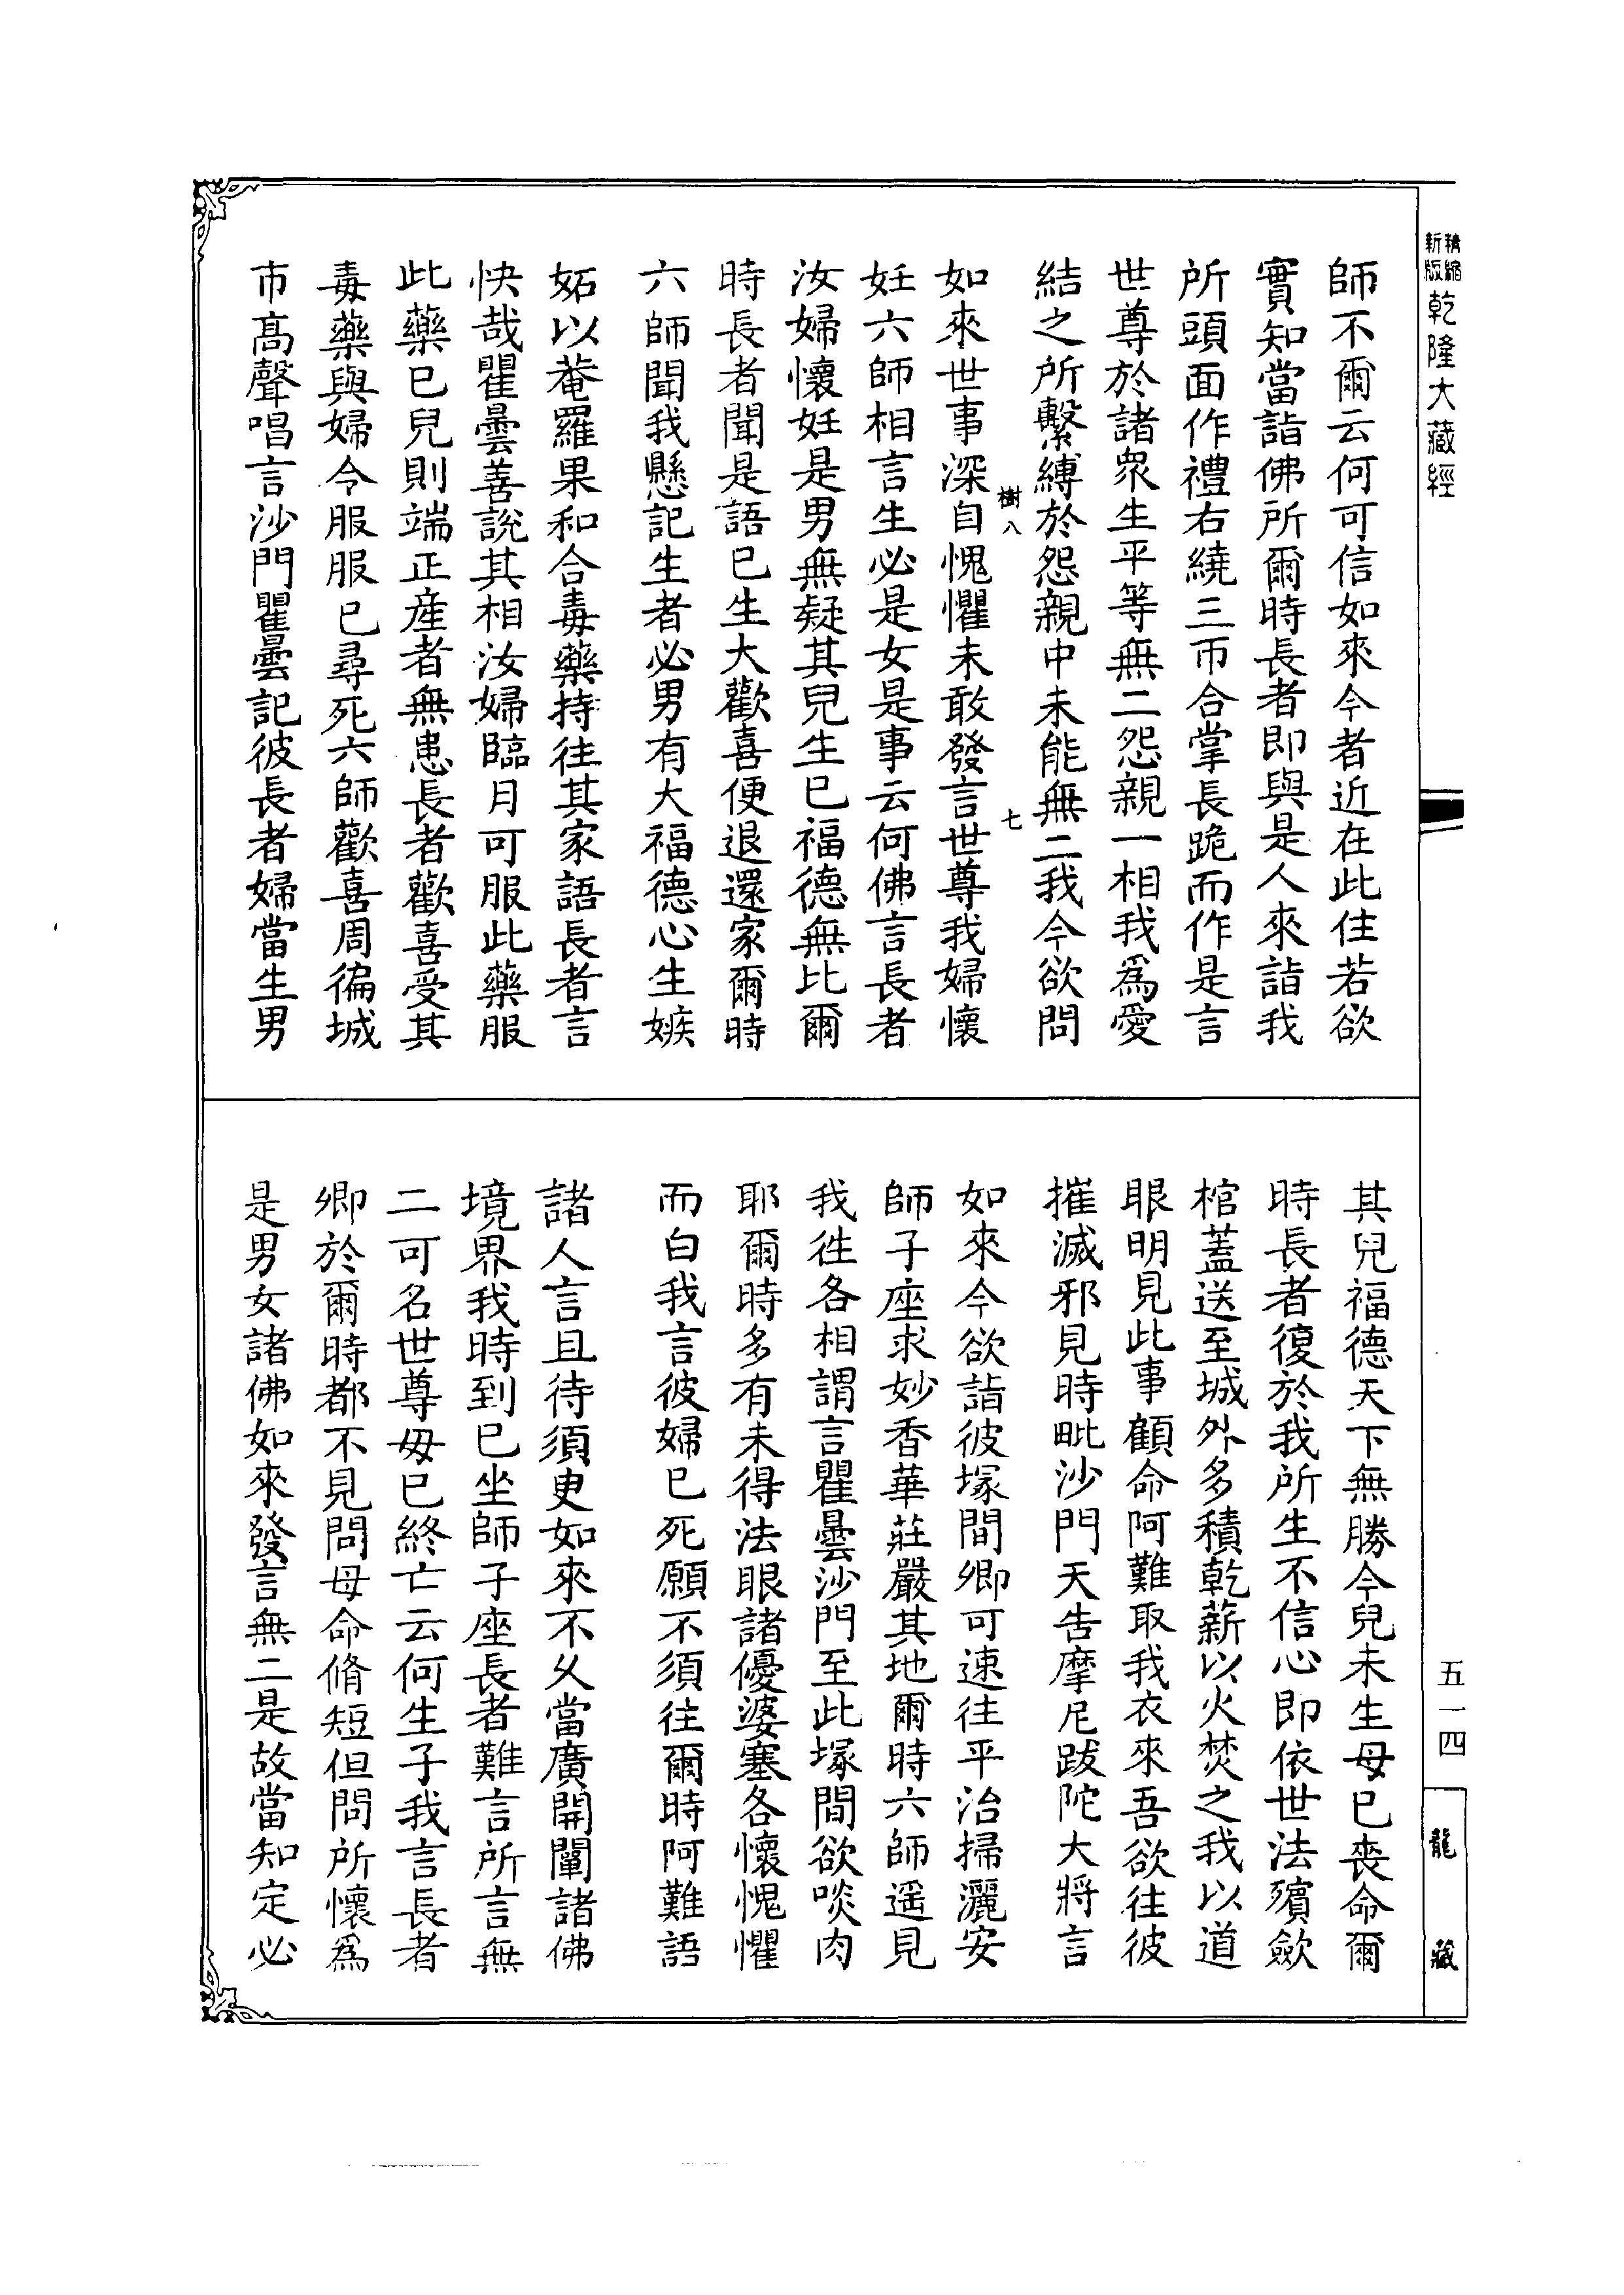 精縮
新版
乾隆大藏經
師不爾云何可信如來今者近在此住若欲
實知當詣佛所爾時長者即與是人來詣我
所頭面作禮右繞三帀合掌長跪而作是言
世尊於諸衆生平等無二怨親一相我爲愛
結之所繫縛於怨親中未能無二我今欲問
樹八 七
如來世事深自愧懼未敢發言世尊我婦懷
妊六師相言生必是女是事云何佛言長者
汝婦懷妊是男無疑其兒生已福德無比爾
時長者聞是語已生大歡喜便退還家爾時
六師聞我懸記生者必男有大福德心生嫉
妬以菴羅果和合毒藥持往其家語長者言
快哉瞿曇善說其相汝婦臨月可服此藥服
此藥已兒則端正產者無患長者歡喜受其
毒藥與婦令服服已尋死六師歡喜周徧城
市高聲唱言沙門瞿曇記彼長者婦當生男
其兒福德天下無勝今兒未生母已喪命爾
時長者復於我所生不信心即依世法殯歛
棺蓋送至城外多積乾薪以火焚之我以道
眼明見此事顧命阿難取我衣來吾欲往彼
摧滅邪見時毗沙門天告摩尼跋陀大將言
如來今欲詣彼塚間卿可速往平治掃灑安
師子座求妙香華莊嚴其地爾時六師遥見
我徃各相謂言瞿曇沙門至此塚間欲啖肉
耶爾時多有未得法眼諸優婆塞各懷愧懼
而白我言彼婦已死願不須往爾時阿難語
諸人言且待須臾如來不久當廣開闡諸佛
境界我時到已坐師子座長者難言所言無
二可名世尊母已終亡云何生子我言長者
卿於爾時都不見問母命脩短但問所懷爲
是男女諸佛如來發言無二是故當知定必
五一四
龍藏